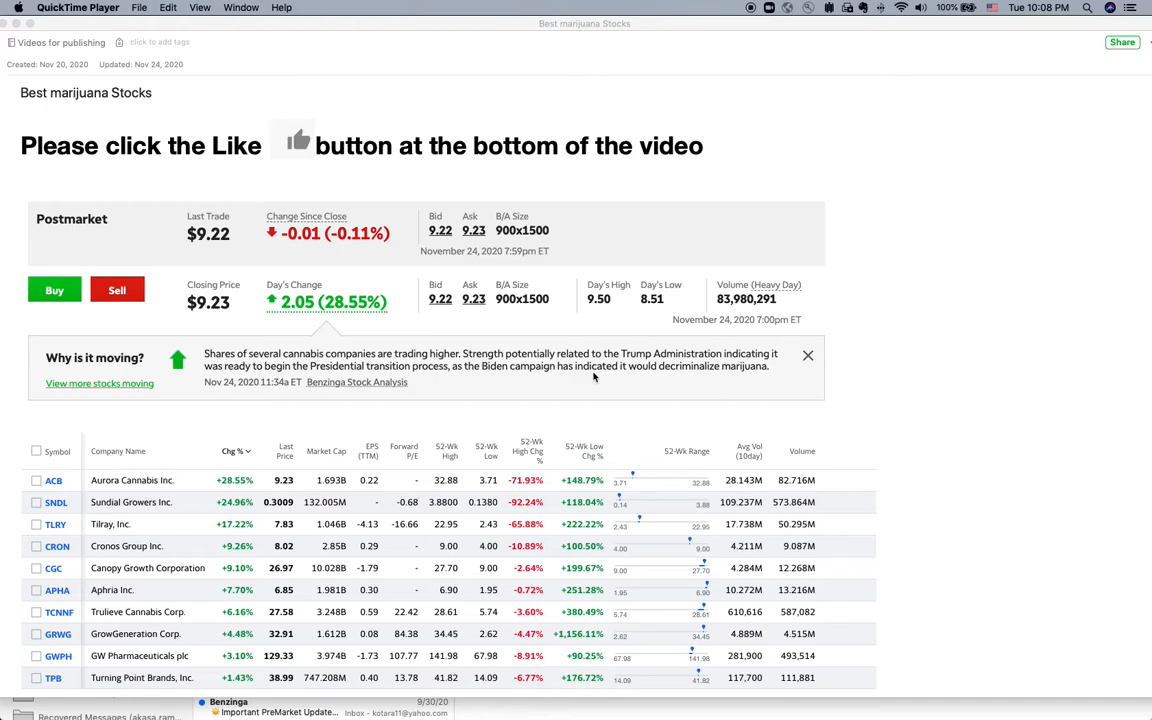 QuickTime Player File Edit View Window Help 100% Tue 10:08 PM
Best marijuana Stocks
Videos for publishing click to add tags Share
Created: Nov 20, 2020 Updated: Nov 24, 2020
Best marijuana Stocks
Please click the Like button at the bottom of the video
Postmarket Last Trade Change Since Close Bid Ask B/A Size
$9.22 -0.01 (-0.11%) 9.22 9.23 900x1500
November 24, 2020 7:59pm ET
Buy Sell Closing Price Day's Change Bid Ask B/A Size Day's High Day's Low Volume (Heavy Day)
$9.23 2.05 (28.55%) 9.22 9.23 900x1500 9.50 8.51 83,980,291
November 24, 2020 7:00pm ET
Why is it moving? Shares of several cannabis companies are trading higher. Strength potentially related to the Trump Administration indicating it
was ready to begin the Presidential transition process, as the Biden campaign has indicated it would decriminalize marijuana.
View more stocks moving Nov 24, 2020 11:34a ET Benzinga Stock Analysis
Symbol Company Name Chg % Last Price Market Cap EPS (TTM) Forward P/E 52-Wk High 52-Wk Low 52-Wk High Chg % 52-Wk Low Chg % 52-Wk Range Avg Vol (10day) Volume
ACB Aurora Cannabis Inc. +28.55% 9.23 1.693B 0.22 - 32.88 3.71 -71.93% +148.79% 3.71 32.88 28.143M 82.716M
SNDL Sundial Growers Inc. +24.96% 0.3009 132.005M - -0.68 3.8800 0.1380 -92.24% +118.04% 0.14 3.88 109.237M 573.864M
TLRY Tilray, Inc. +17.22% 7.83 1.046B -4.13 -16.66 22.95 2.43 -65.88% +222.22% 2.43 22.95 17.738M 50.295M
CRON Cronos Group Inc. +9.26% 8.02 2.85B 0.29 - 9.00 4.00 -10.89% +100.50% 4.00 9.00 4.211M 9.087M
CGC Canopy Growth Corporation +9.10% 26.97 10.028B -1.79 - 27.70 9.00 -2.64% +199.67% 9.00 27.70 4.284M 12.268M
APHA Aphria Inc. +7.70% 6.85 1.981B 0.30 - 6.90 1.95 -0.72% +251.28% 1.95 6.90 10.272M 13.216M
TCNNF Trulieve Cannabis Corp. +6.16% 27.58 3.248B 0.59 22.42 28.61 5.74 -3.60% +380.49% 5.74 28.61 610,616 587,082
GRWG GrowGeneration Corp. +4.48% 32.91 1.612B 0.08 84.38 34.45 2.62 -4.47% +1,156.11% 2.62 34.45 4.889M 4.515M
GWPH GW Pharmaceuticals plc +3.10% 129.33 3.974B -1.73 107.77 141.98 67.98 -8.91% +90.25% 67.98 141.98 281,900 493,514
TPB Turning Point Brands, Inc. +1.43% 38.99 747.208M 0.40 13.78 41.82 14.09 -6.77% +176.72% 14.09 41.82 117,700 111,881
Benzinga 9/30/20
Recovered Messages (akasa.ram... Important PreMarket Update... Inbox - kotara11@yahoo.com